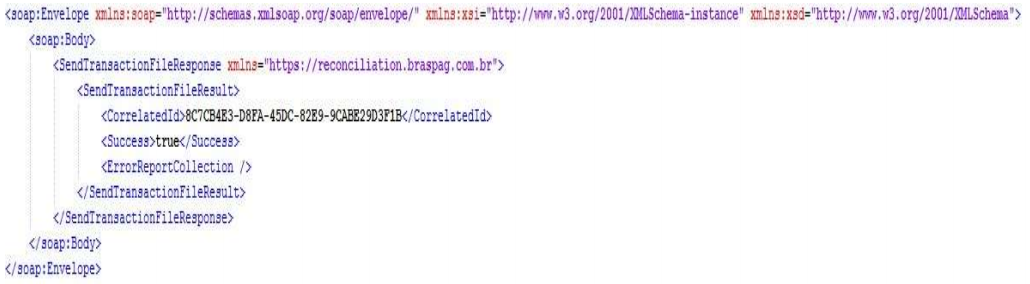 <soap:Envelope xmlns:soap="http://schemas.xmlsoap.org/soap/envelope/" xmlns:xsi="http://www.w3.org/2001/XMLSchema-instance" xmlns:xsd="http://www.w3.org/2001/XMLSchema">
<soap:Body>
<SendTransactionFileResponse xmlns="https://reconciliation.braspag.com.br">
<SendTransactionFileResult>
<CorrelatedId>8C7CB4E3-D8FA-45DC-82E9-9CABE29D3F1B</CorrelatedId>
<Success>true</Success>
<ErrorReportCollection />
</SendTransactionFileResult>
</SendTransactionFileResponse>
</soap:Body>
</soap:Envelope>